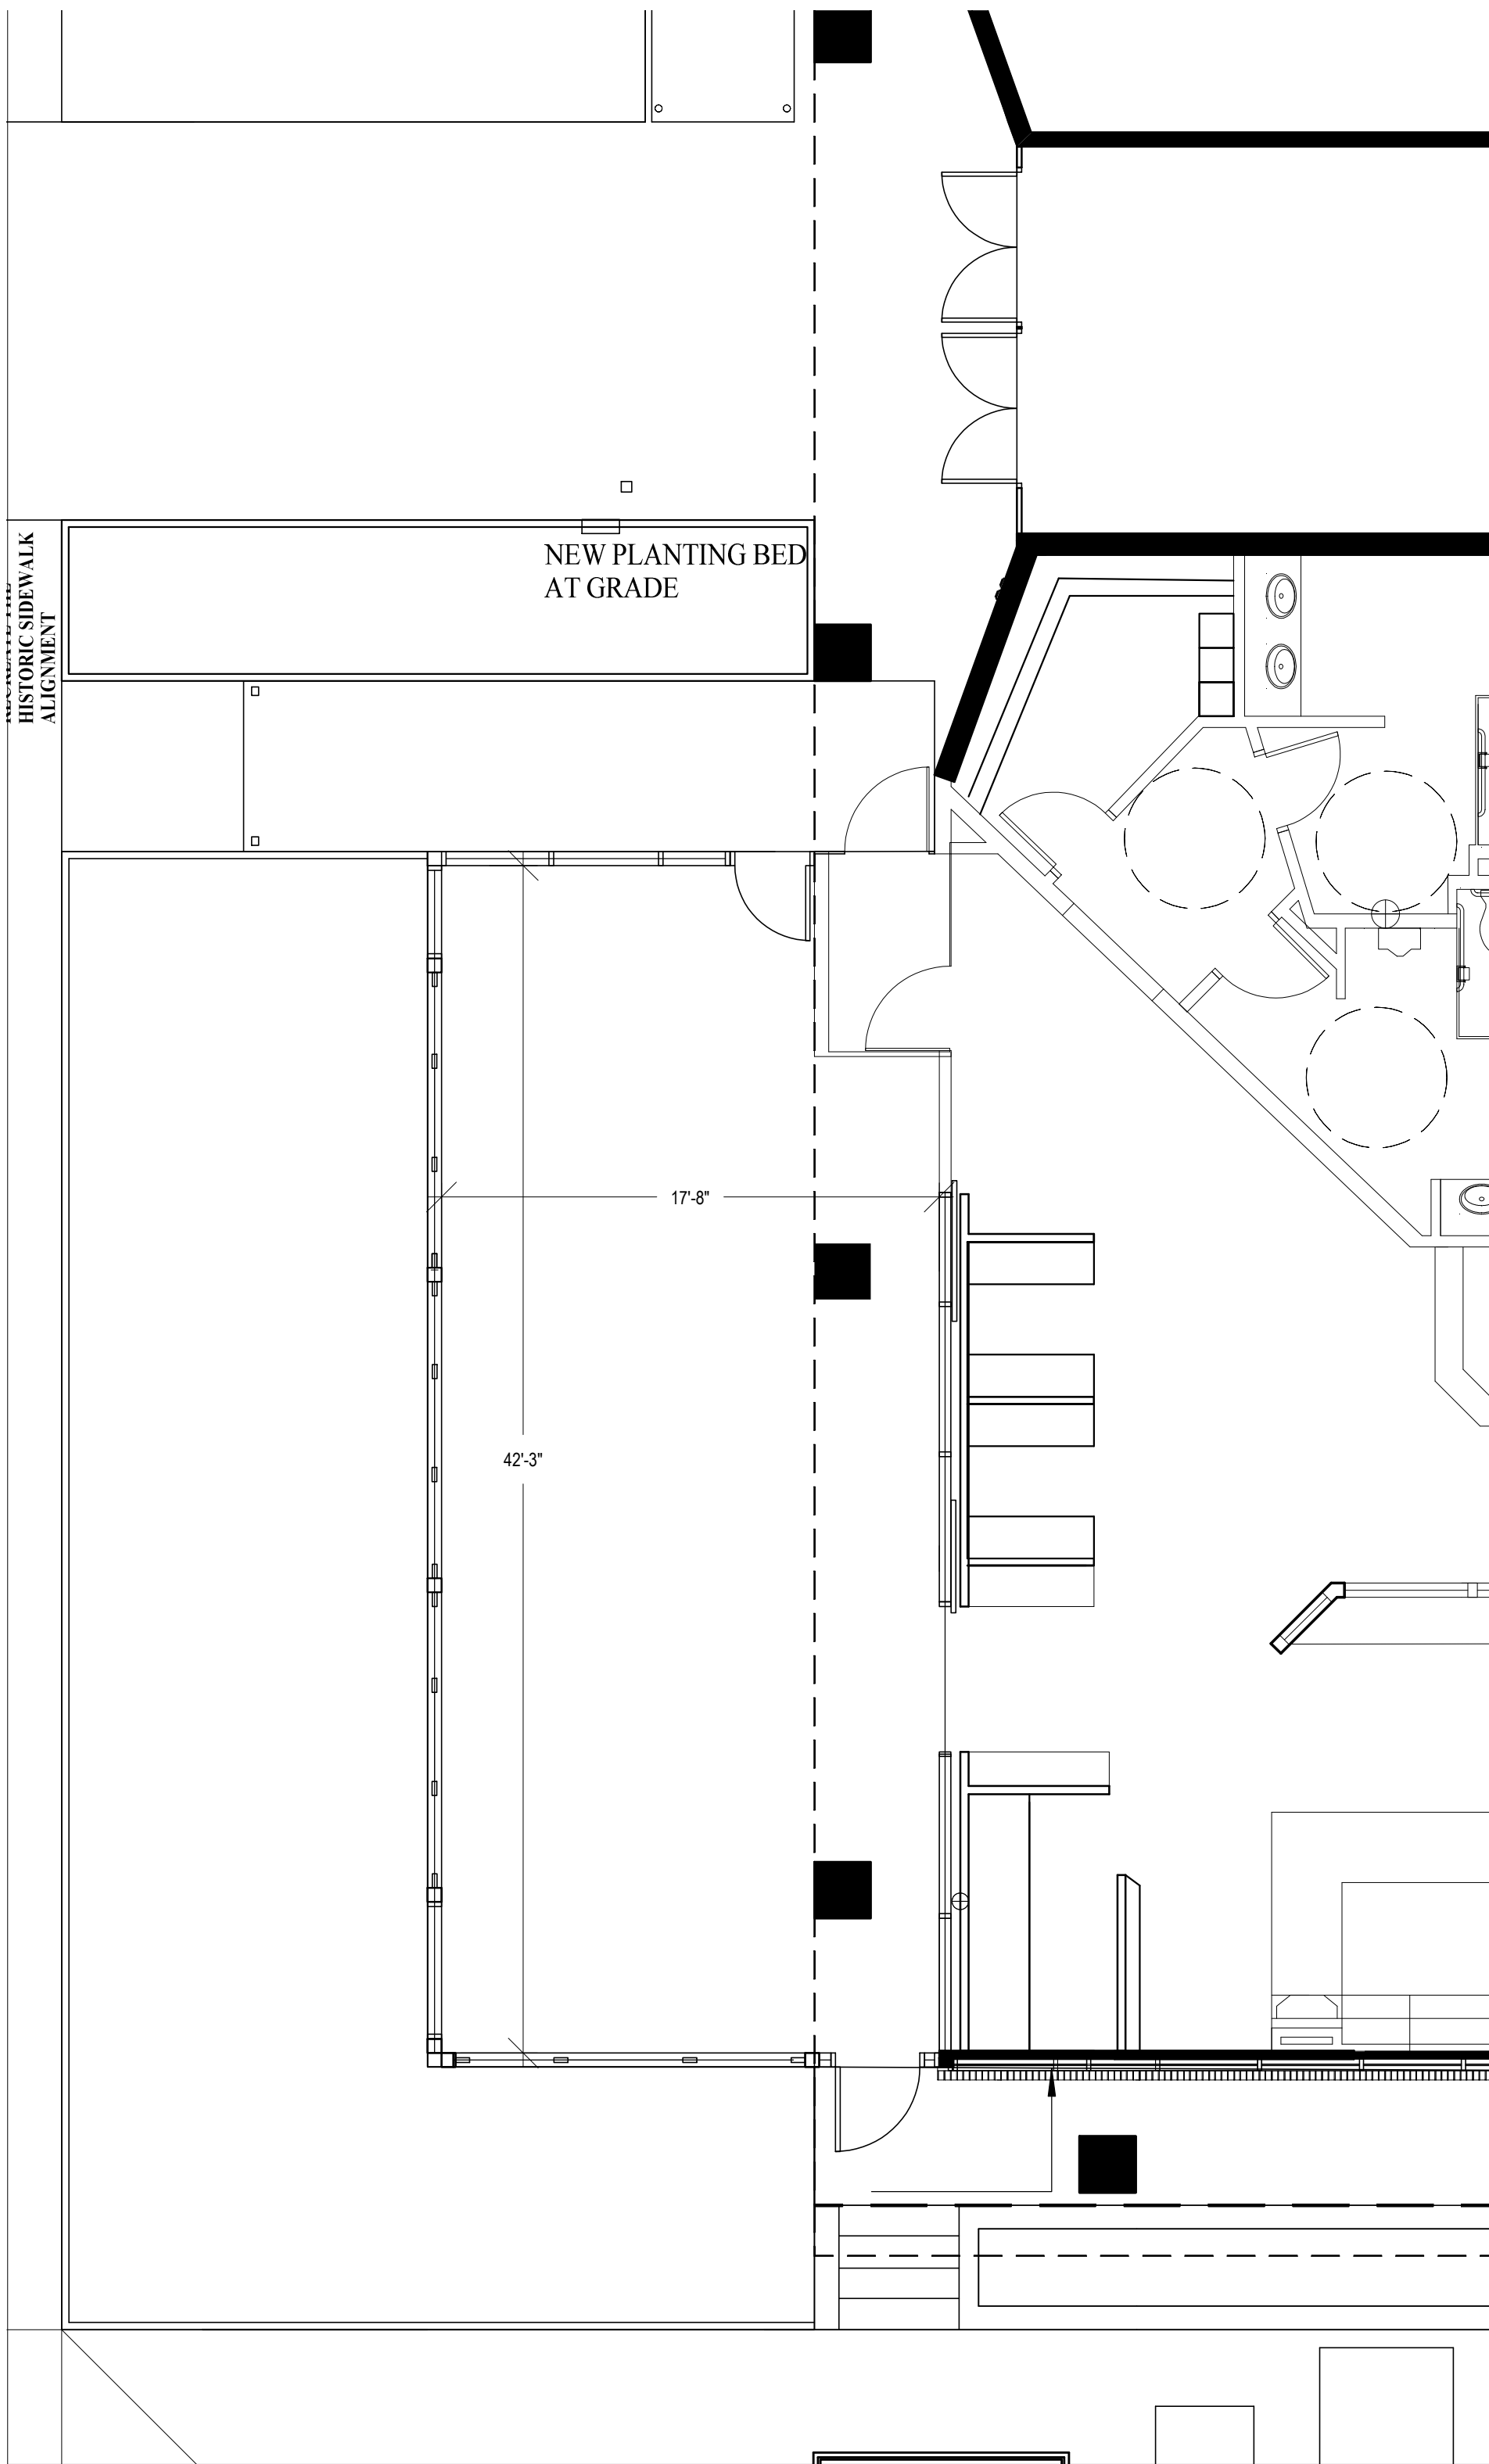 NEW PLANTING BED
AT GRADE
HISTORIC SIDEWALK
ALIGNMENT
17'-8"
42'-3"